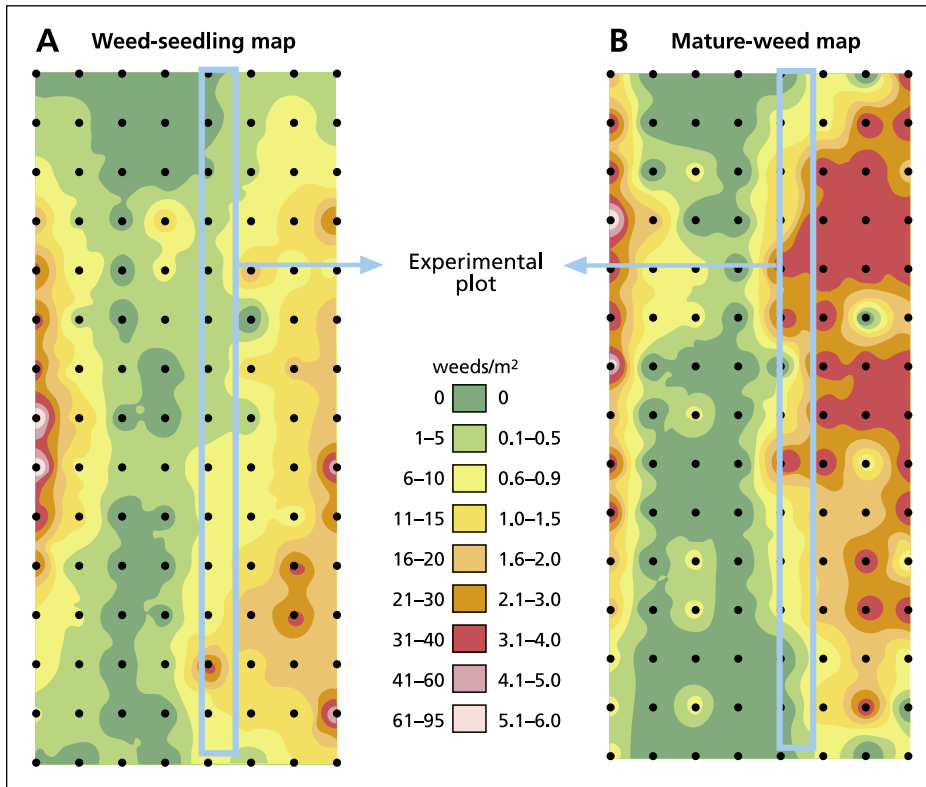 A Weed-seedling map
B Mature-weed map
Experimental
plot
weeds/m²
0 0
1–5 0.1–0.5
6–10 0.6–0.9
11–15 1.0–1.5
16–20 1.6–2.0
21–30 2.1–3.0
31–40 3.1–4.0
41–60 4.1–5.0
61–95 5.1–6.0